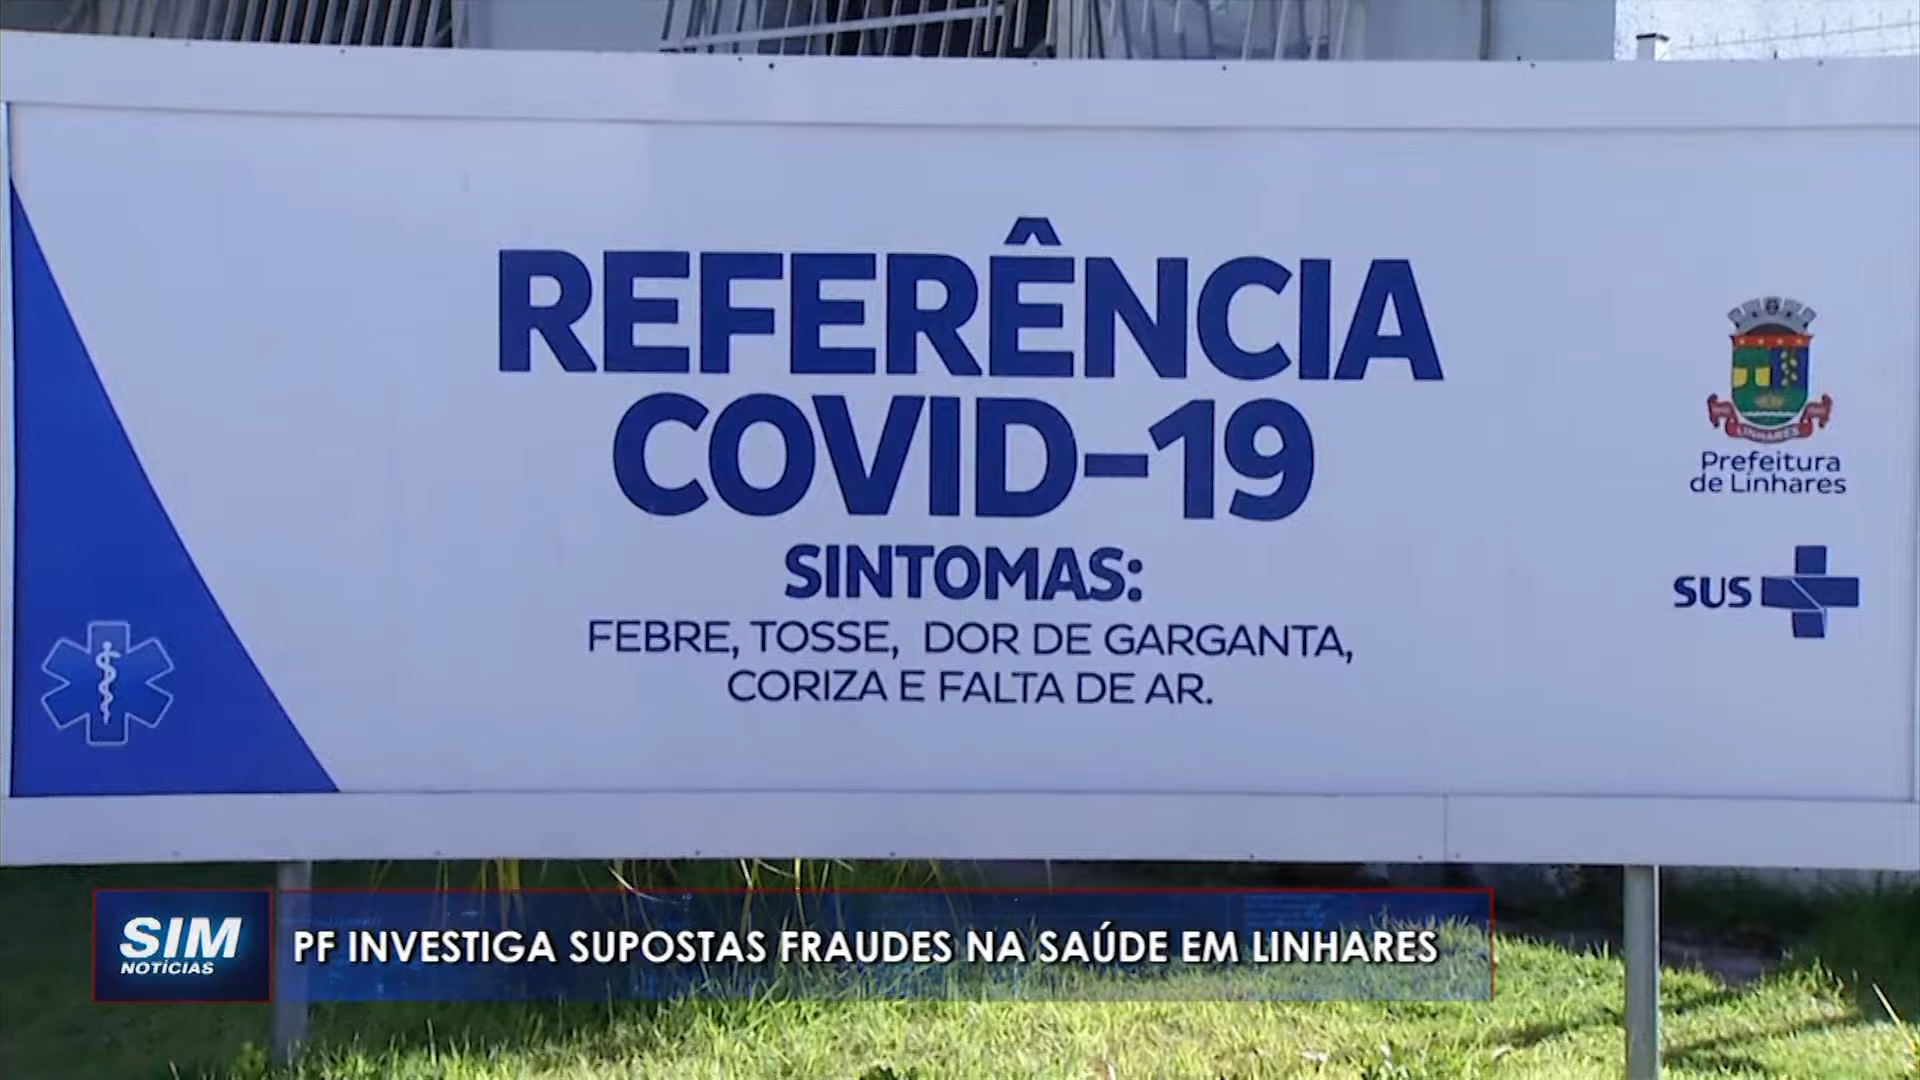 REFERÊNCIA
COVID-19
SINTOMAS:
FEBRE, TOSSE, DOR DE GARGANTA,
CORIZA E FALTA DE AR.
LINHARES
Prefeitura
de Linhares
SUS
SIM
NOTÍCIAS
PF INVESTIGA SUPOSTAS FRAUDES NA SAÚDE EM LINHARES